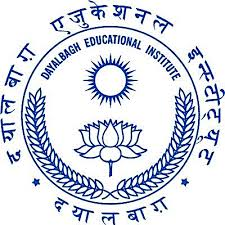 दयालबाग़ एजुकेशनल इन्स्टीट्यूट
DAYALBAGH EDUCATIONAL INSTITUTE
दयालबाग़